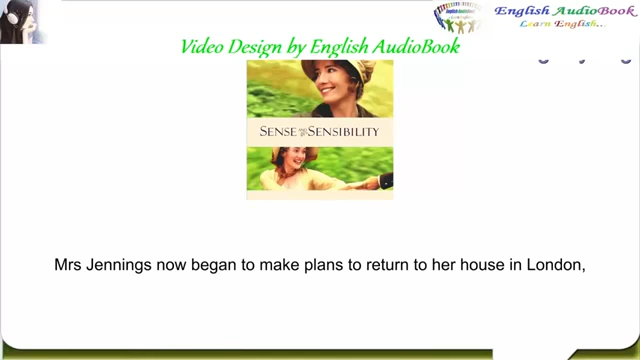 English AudioBook
Learn English...
Video Design by English AudioBook
SENSE AND SENSIBILITY
Mrs Jennings now began to make plans to return to her house in London,